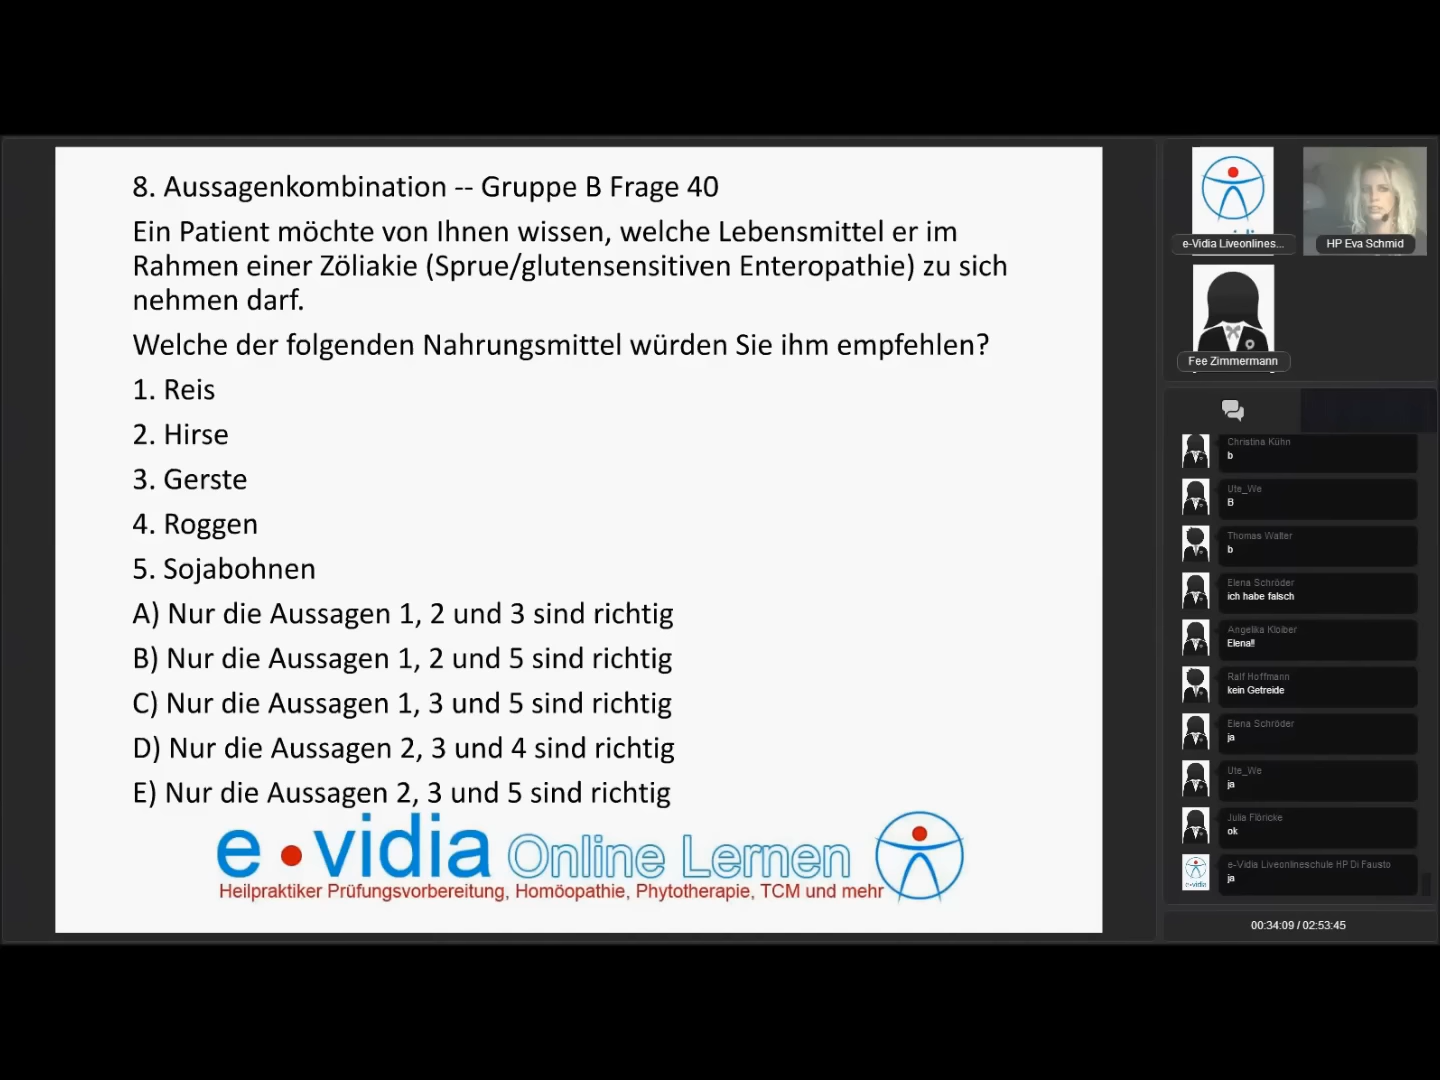 8. Aussagenkombination -- Gruppe B Frage 40
Ein Patient möchte von Ihnen wissen, welche Lebensmittel er im
Rahmen einer Zöliakie (Sprue/glutensensitiven Enteropathie) zu sich
nehmen darf.
Welche der folgenden Nahrungsmittel würden Sie ihm empfehlen?
1. Reis
2. Hirse
3. Gerste
4. Roggen
5. Sojabohnen
A) Nur die Aussagen 1, 2 und 3 sind richtig
B) Nur die Aussagen 1, 2 und 5 sind richtig
C) Nur die Aussagen 1, 3 und 5 sind richtig
D) Nur die Aussagen 2, 3 und 4 sind richtig
E) Nur die Aussagen 2, 3 und 5 sind richtig
e vidia Online Lernen
Heilpraktiker Prüfungsvorbereitung, Homöopathie, Phytotherapie, TCM und mehr
e-Vidia Liveonlines...
HP Eva Schmid
Fee Zimmermann
Christina Kühn
b
Ute_We
B
Thomas Walter
b
Elena Schröder
ich habe falsch
Angelika Kloiber
Elena!!
Ralf Hoffmann
kein Getreide
Elena Schröder
ja
Ute_We
ja
Julia Flöricke
ok
e-Vidia Liveonlineschule HP Di Fausto
ja
00:34:09 / 02:53:45